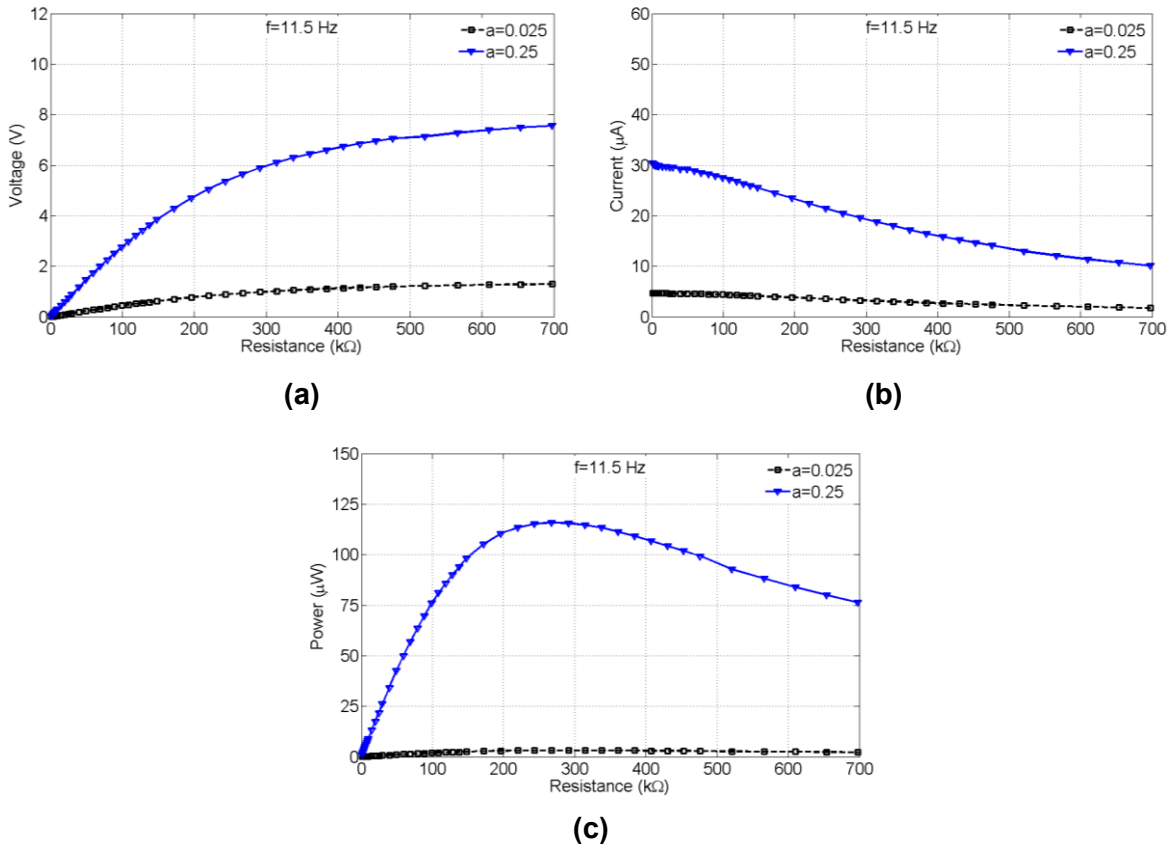 12
10
8
6
4
2
0
0
100
200
300
400
500
600
700
Voltage (V)
Resistance (kΩ)
f=11.5 Hz
a=0.025
a=0.25
(a)
60
50
40
30
20
10
0
0
100
200
300
400
500
600
700
Current (μA)
Resistance (kΩ)
f=11.5 Hz
a=0.025
a=0.25
(b)
150
125
100
75
50
25
0
0
100
200
300
400
500
600
700
Power (μW)
Resistance (kΩ)
f=11.5 Hz
a=0.025
a=0.25
(c)